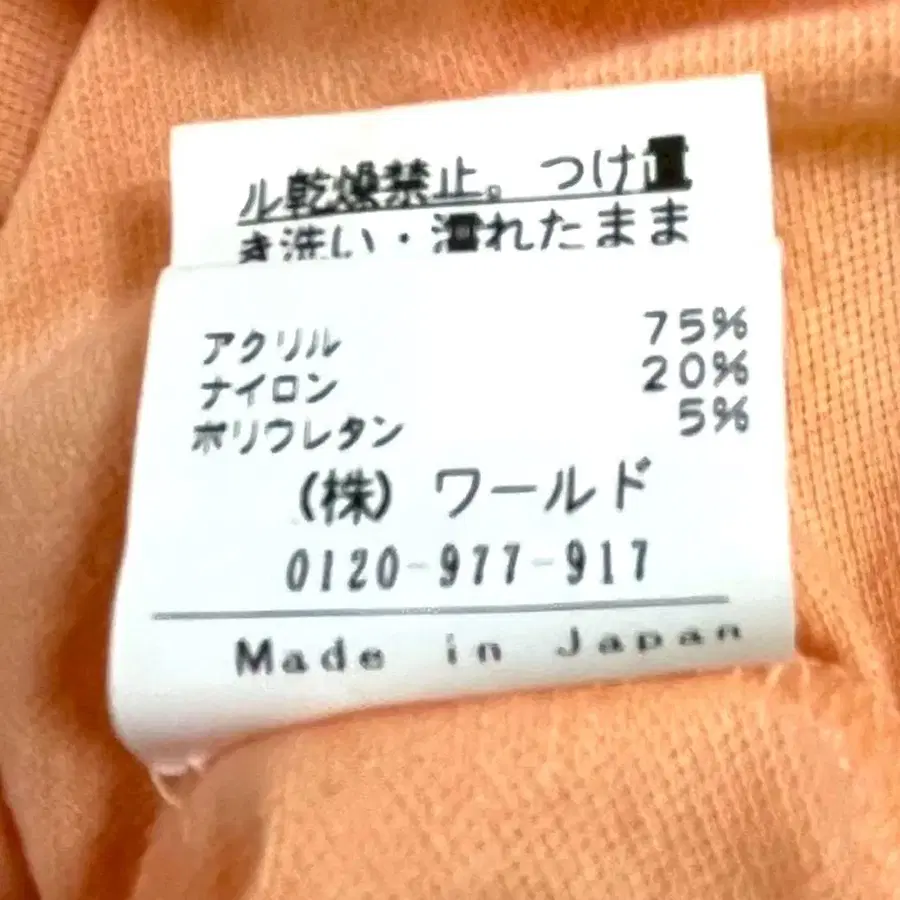 ル乾燥禁止。つけ置
き洗い・濡れたまま
アクリル 75%
ナイロン 20%
ポリウレタン 5%
(株) ワールド
0120-977-917
Made in Japan